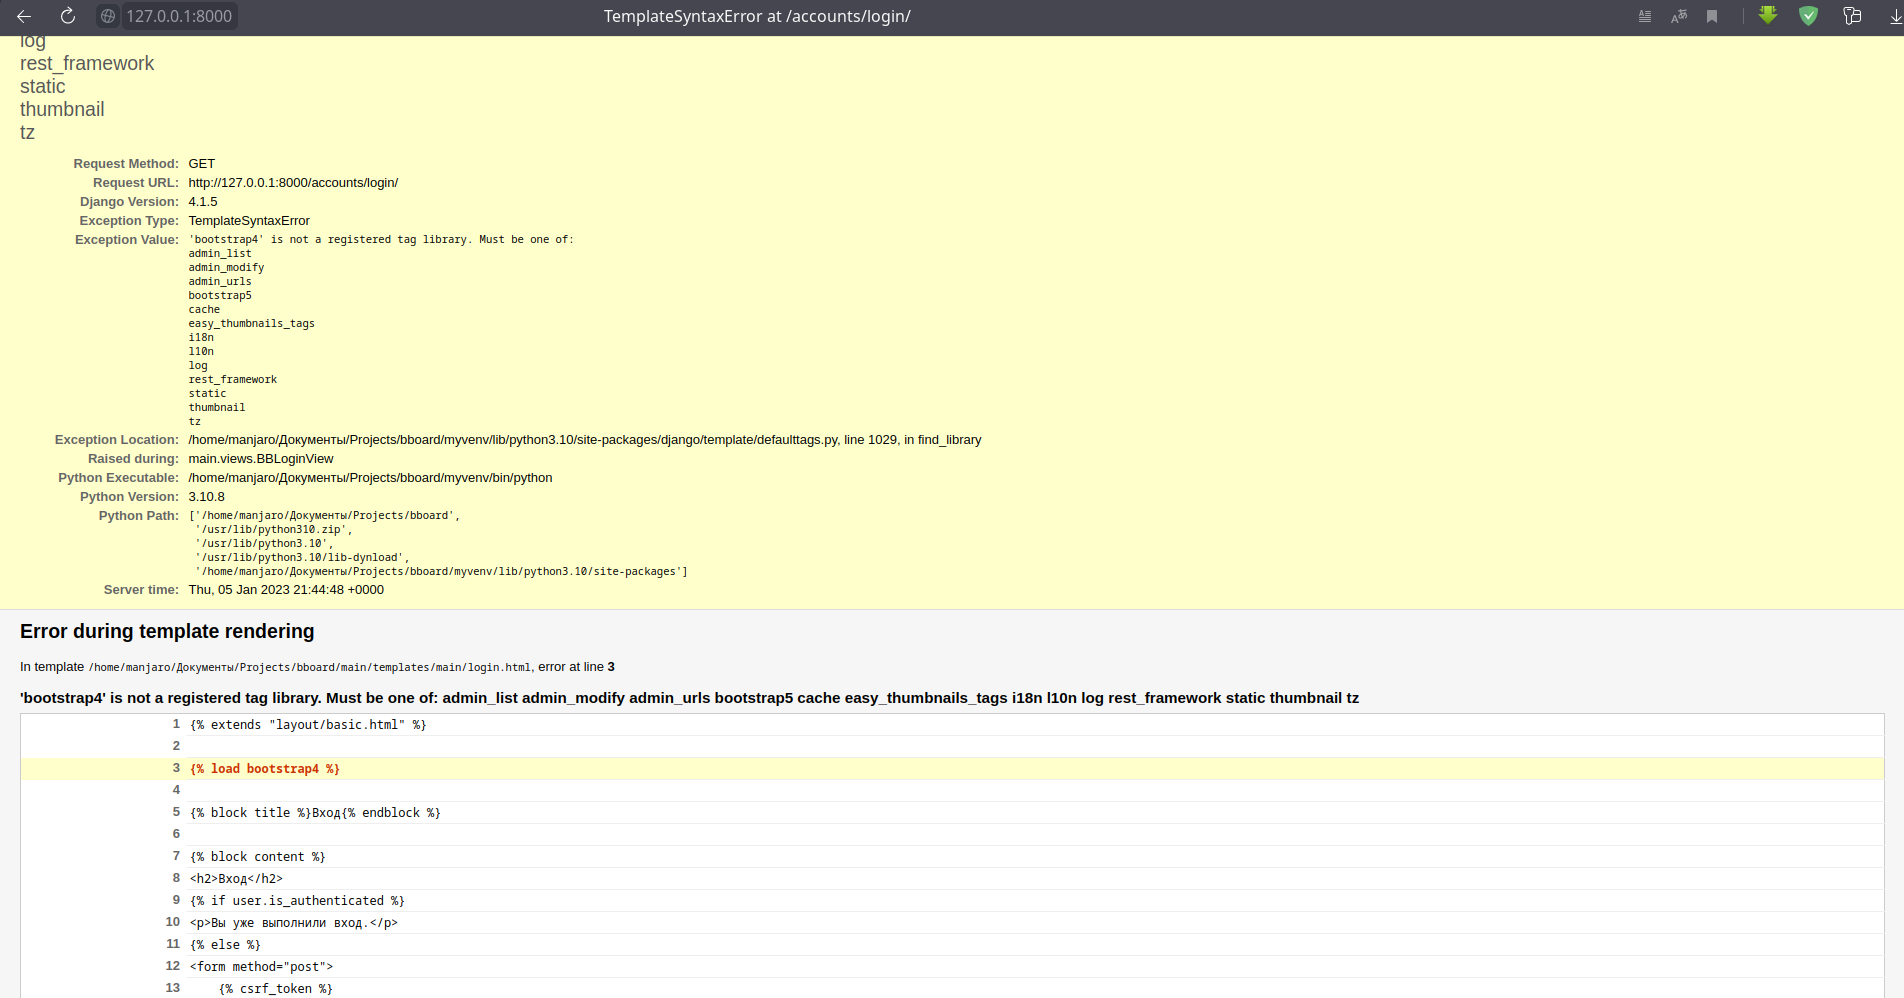 127.0.0.1:8000 TemplateSyntaxError at /accounts/login/
log
rest_framework
static
thumbnail
tz
Request Method: GET
Request URL: http://127.0.0.1:8000/accounts/login/
Django Version: 4.1.5
Exception Type: TemplateSyntaxError
Exception Value: 'bootstrap4' is not a registered tag library. Must be one of:
admin_list
admin_modify
admin_urls
bootstrap5
cache
easy_thumbnails_tags
i18n
l10n
log
rest_framework
static
thumbnail
tz
Exception Location: /home/manjaro/Документы/Projects/bboard/myvenv/lib/python3.10/site-packages/django/template/defaulttags.py, line 1029, in find_library
Raised during: main.views.BBLoginView
Python Executable: /home/manjaro/Документы/Projects/bboard/myvenv/bin/python
Python Version: 3.10.8
Python Path: ['/home/manjaro/Документы/Projects/bboard',
'/usr/lib/python310.zip',
'/usr/lib/python3.10',
'/usr/lib/python3.10/lib-dynload',
'/home/manjaro/Документы/Projects/bboard/myvenv/lib/python3.10/site-packages']
Server time: Thu, 05 Jan 2023 21:44:48 +0000
Error during template rendering
In template /home/manjaro/Документы/Projects/bboard/main/templates/main/login.html, error at line 3
'bootstrap4' is not a registered tag library. Must be one of: admin_list admin_modify admin_urls bootstrap5 cache easy_thumbnails_tags i18n l10n log rest_framework static thumbnail tz
1 {% extends "layout/basic.html" %}
2
3 {% load bootstrap4 %}
4
5 {% block title %}Вход{% endblock %}
6
7 {% block content %}
8 <h2>Вход</h2>
9 {% if user.is_authenticated %}
10 <p>Вы уже выполнили вход.</p>
11 {% else %}
12 <form method="post">
13 {% csrf_token %}